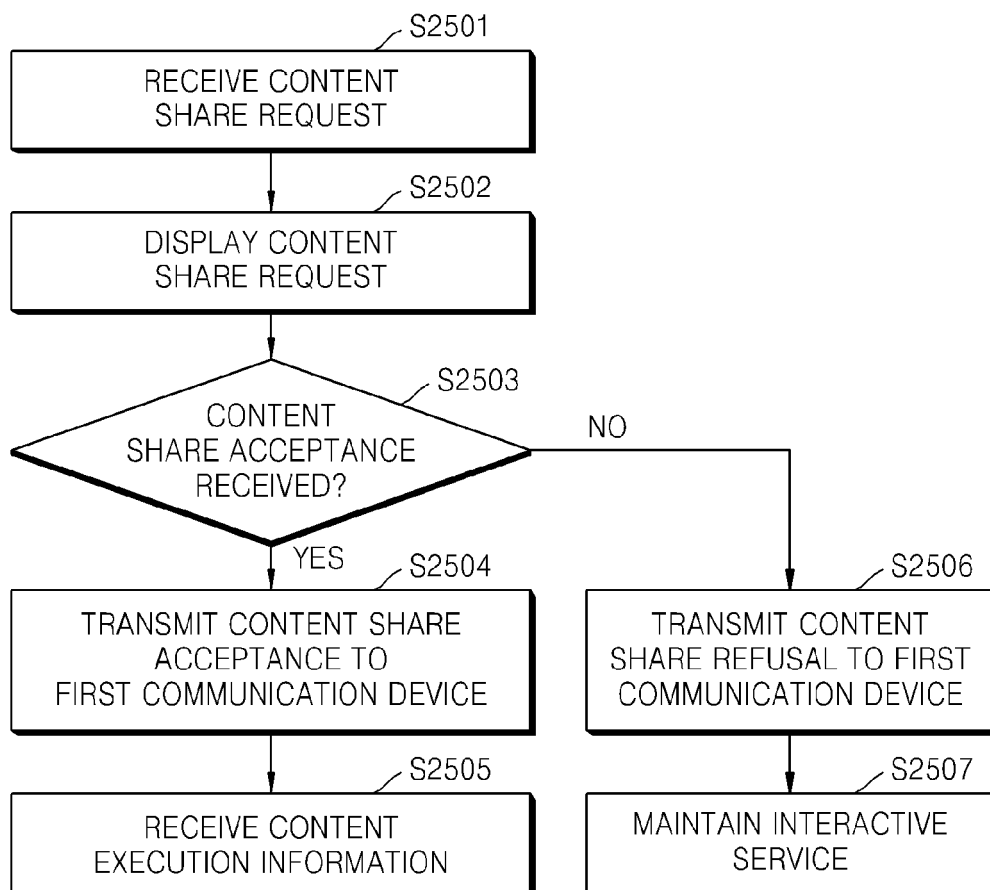 S2501
RECEIVE CONTENT
SHARE REQUEST
S2502
DISPLAY CONTENT
SHARE REQUEST
S2503
CONTENT
SHARE ACCEPTANCE
RECEIVED?
NO
YES
S2504
TRANSMIT CONTENT SHARE
ACCEPTANCE TO
FIRST COMMUNICATION DEVICE
S2506
TRANSMIT CONTENT
SHARE REFUSAL TO FIRST
COMMUNICATION DEVICE
S2505
RECEIVE CONTENT
EXECUTION INFORMATION
S2507
MAINTAIN INTERACTIVE
SERVICE